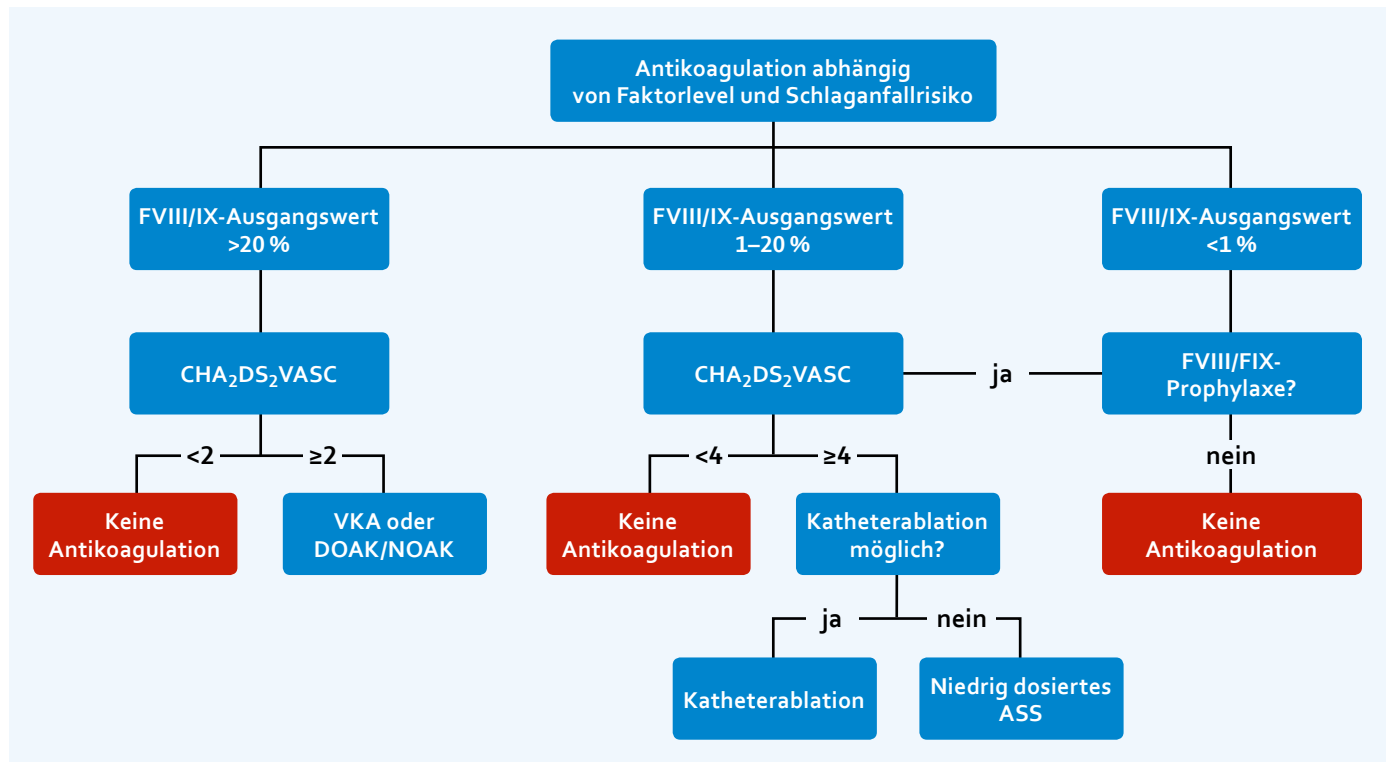 Antikoagulation abhängig
von Faktorlevel und Schlaganfallrisiko
FVIII/IX-Ausgangswert
>20 %
FVIII/IX-Ausgangswert
1–20 %
FVIII/IX-Ausgangswert
<1 %
CHA₂DS₂VASC
CHA₂DS₂VASC
ja
FVIII/FIX-
Prophylaxe?
<2
≥2
<4
≥4
nein
Keine
Antikoagulation
VKA oder
DOAK/NOAK
Keine
Antikoagulation
Katheterablation
möglich?
Keine
Antikoagulation
ja
nein
Katheterablation
Niedrig dosiertes
ASS